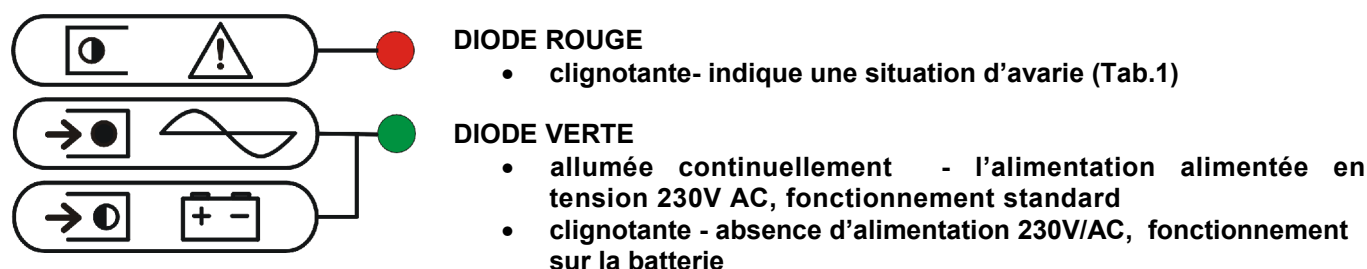 DIODE ROUGE
• clignotante- indique une situation d’avarie (Tab.1)
DIODE VERTE
• allumée continuellement - l’alimentation alimentée en
tension 230V AC, fonctionnement standard
• clignotante - absence d’alimentation 230V/AC, fonctionnement
sur la batterie